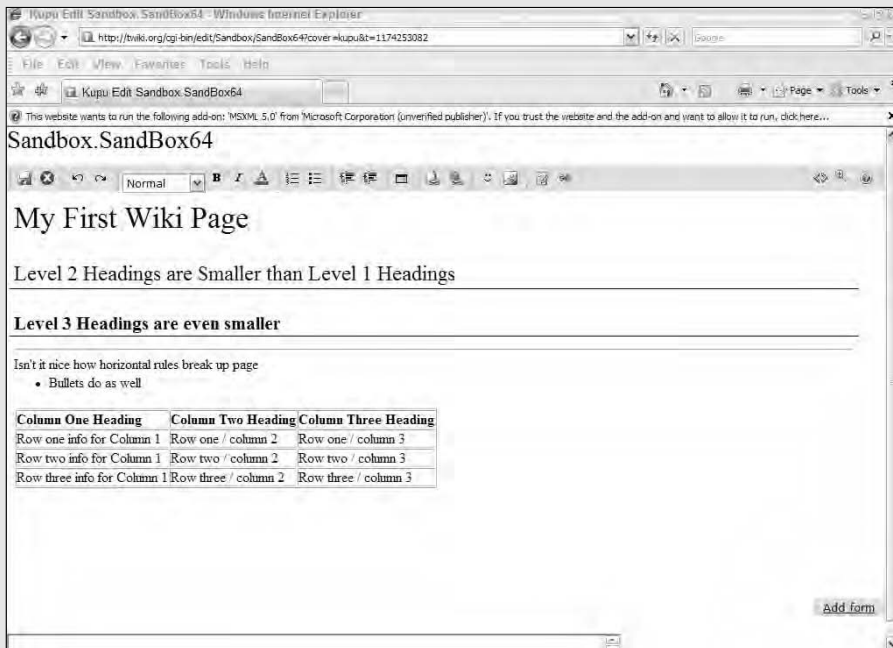 Kupu Edit Sandbox.SandBox64 - Windows Internet Explorer
http://twiki.org/cgi-bin/edit/Sandbox/SandBox64?cover=kupu&t=1174253082
Google
File Edit View Favorites Tools Help
Kupu Edit Sandbox.SandBox64
Page Tools
This website wants to run the following add-on: 'MSXML 5.0' from 'Microsoft Corporation (unverified publisher)'. If you trust the website and the add-on and want to allow it to run, click here...
Sandbox.SandBox64
Normal B I A
My First Wiki Page
Level 2 Headings are Smaller than Level 1 Headings
Level 3 Headings are even smaller
Isn't it nice how horizontal rules break up page
• Bullets do as well
Column One Heading Column Two Heading Column Three Heading
Row one info for Column 1 Row one / column 2 Row one / column 3
Row two info for Column 1 Row two / column 2 Row two / column 3
Row three info for Column 1 Row three / column 2 Row three / column 3
Add form